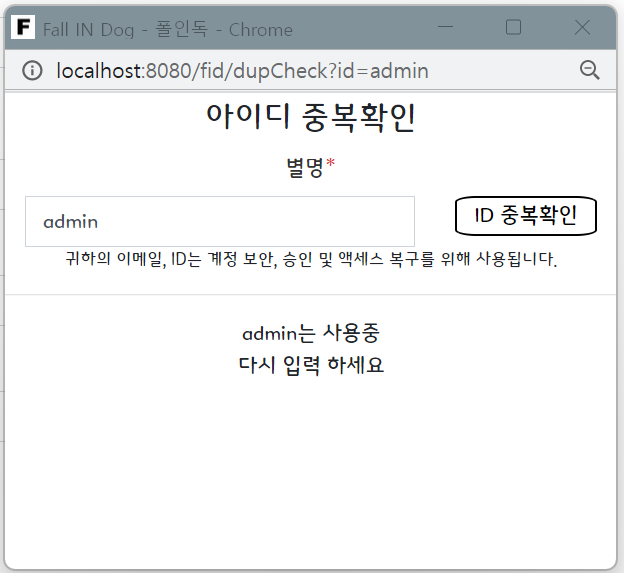 F Fall IN Dog - 폴인독 - Chrome
localhost:8080/fid/dupCheck?id=admin
아이디 중복확인
별명*
admin
ID 중복확인
귀하의 이메일, ID는 계정 보안, 승인 및 액세스 복구를 위해 사용됩니다.
admin는 사용중
다시 입력 하세요